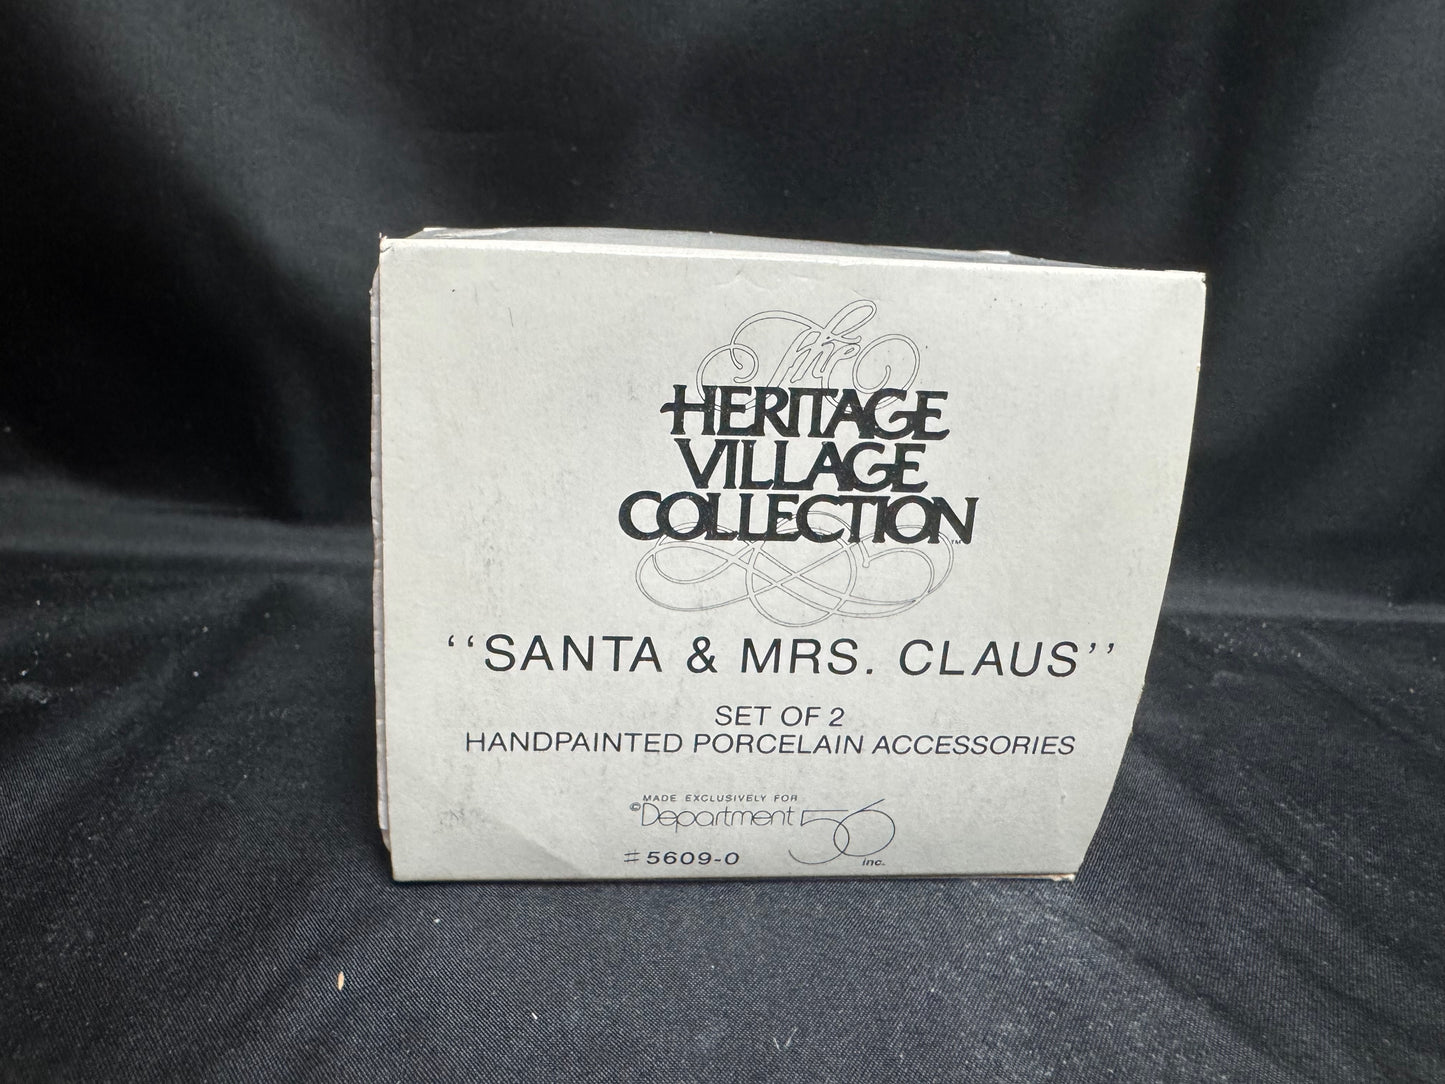 The
HERITAGE
VILLAGE
COLLECTION™
‘‘SANTA & MRS. CLAUS’’
SET OF 2
HANDPAINTED PORCELAIN ACCESSORIES
MADE EXCLUSIVELY FOR
©Department 56
inc.
#5609-0